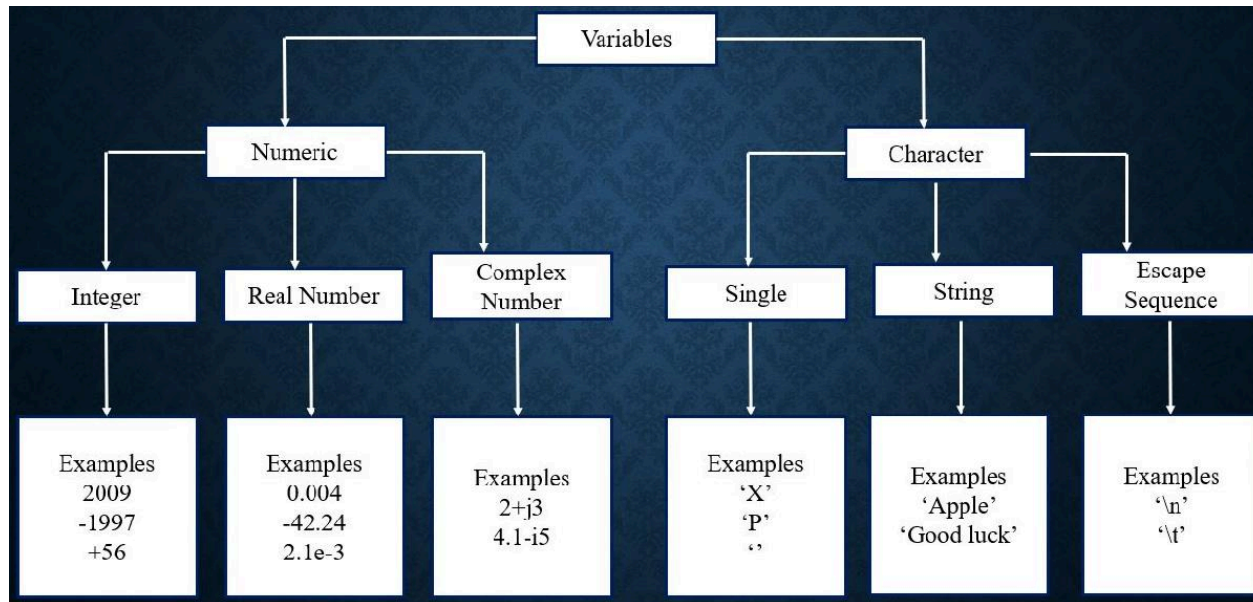 Variables
Numeric
Character
Integer
Real Number
Complex
Number
Single
String
Escape
Sequence
Examples
2009
-1997
+56
Examples
0.004
-42.24
2.1e-3
Examples
2+j3
4.1-i5
Examples
‘X’
‘P’
‘’
Examples
‘Apple’
‘Good luck’
Examples
‘\n’
‘\t’